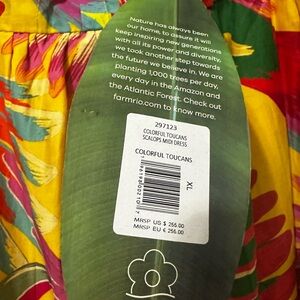 Nature has always been
our home, to assure it will
keep inspiring new generations
with all its power and diversity,
we took another step towards
the future we believe in. We are
planting 1,000 trees per day,
every day in the Amazon and
the Atlantic Forest. Check out
farmrio.com to know more.
297123
COLORFUL TOUCANS
SCALOPS MIDI DRESS
COLORFUL TOUCANS
XL
MRSP US $ 266.00
MRSP EU € 256.00